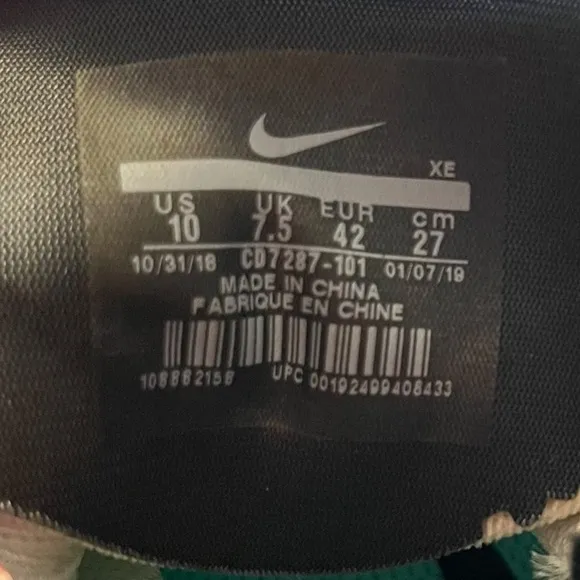 XE
US UK EUR cm
10 7.5 42 27
10/31/18 CD7287-101 01/07/19
MADE IN CHINA
FABRIQUE EN CHINE
108882158 UPC 00192499408433